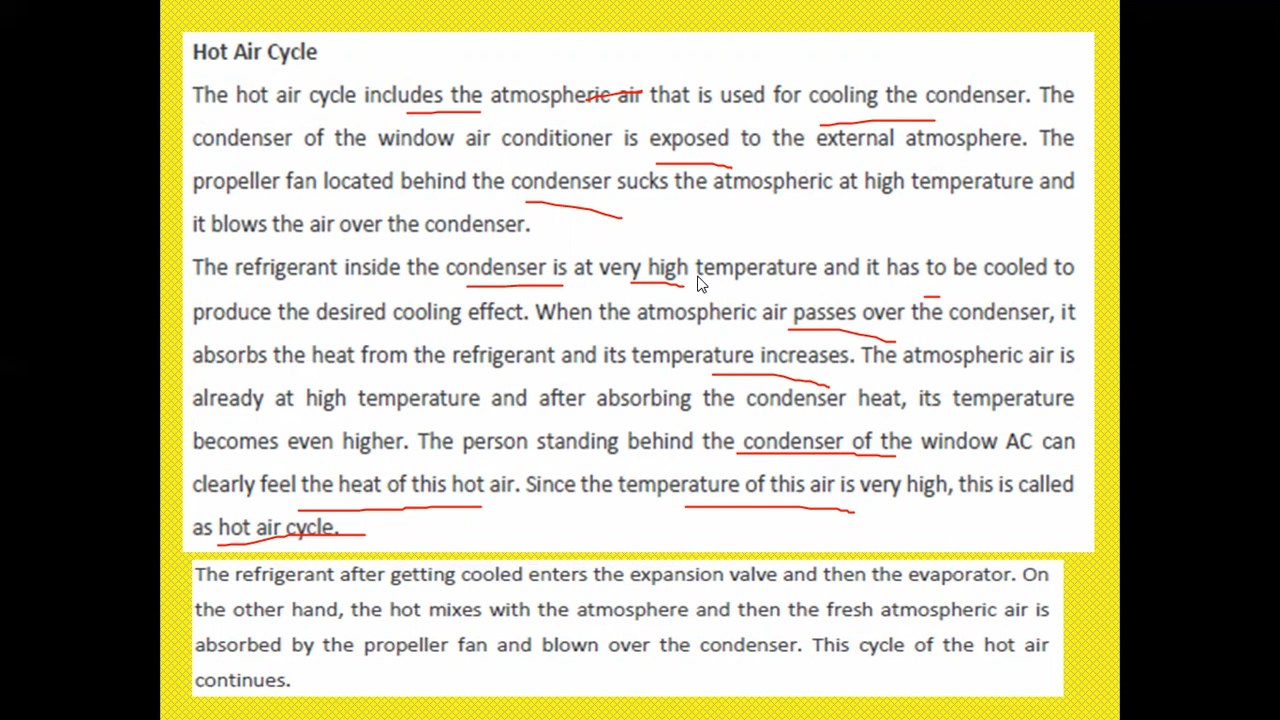 Hot Air Cycle
The hot air cycle includes the atmospheric air that is used for cooling the condenser. The
condenser of the window air conditioner is exposed to the external atmosphere. The
propeller fan located behind the condenser sucks the atmospheric at high temperature and
it blows the air over the condenser.
The refrigerant inside the condenser is at very high temperature and it has to be cooled to
produce the desired cooling effect. When the atmospheric air passes over the condenser, it
absorbs the heat from the refrigerant and its temperature increases. The atmospheric air is
already at high temperature and after absorbing the condenser heat, its temperature
becomes even higher. The person standing behind the condenser of the window AC can
clearly feel the heat of this hot air. Since the temperature of this air is very high, this is called
as hot air cycle.
The refrigerant after getting cooled enters the expansion valve and then the evaporator. On
the other hand, the hot mixes with the atmosphere and then the fresh atmospheric air is
absorbed by the propeller fan and blown over the condenser. This cycle of the hot air
continues.